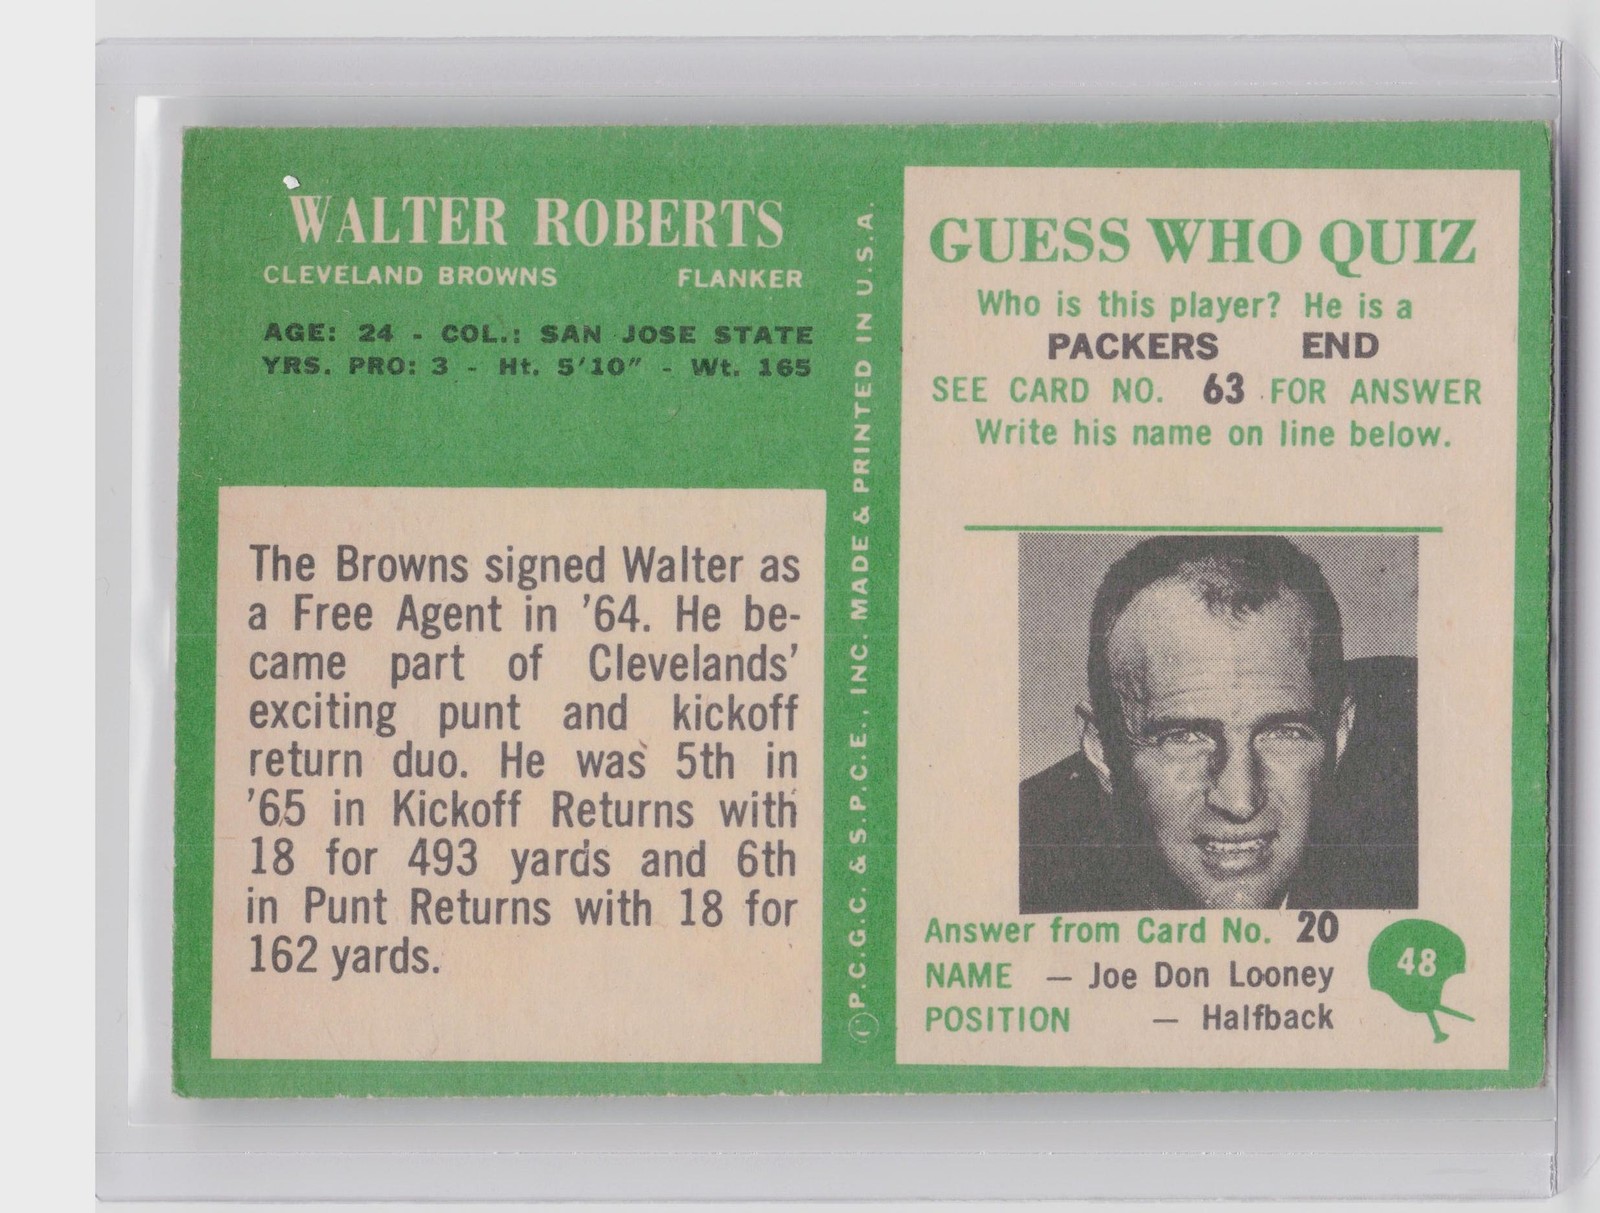 WALTER ROBERTS
CLEVELAND BROWNS FLANKER
AGE: 24 - COL.: SAN JOSE STATE
YRS. PRO: 3 - Ht. 5'10" - Wt. 165
The Browns signed Walter as
a Free Agent in '64. He be-
came part of Clevelands'
exciting punt and kickoff
return duo. He was 5th in
'65 in Kickoff Returns with
18 for 493 yards and 6th
in Punt Returns with 18 for
162 yards.
©P.C.G.C. & S.P.C.E., INC. MADE & PRINTED IN U.S.A.
GUESS WHO QUIZ
Who is this player? He is a
PACKERS END
SEE CARD NO. 63 FOR ANSWER
Write his name on line below.
Answer from Card No. 20
NAME — Joe Don Looney
POSITION — Halfback
48